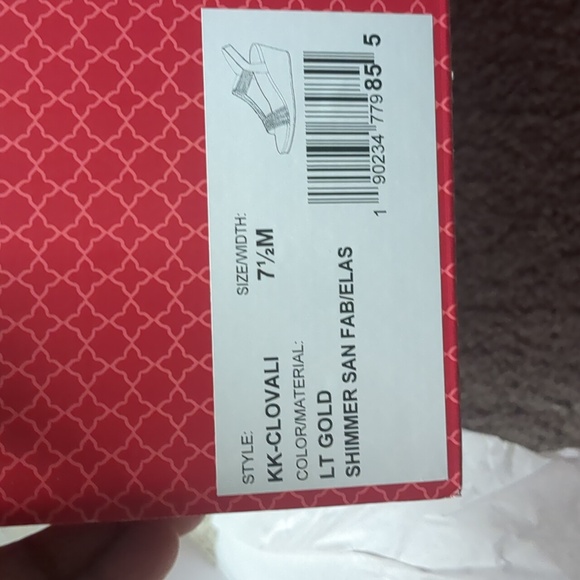 STYLE:
KK-CLOVALI
SIZE/WIDTH:
7½M
COLOR/MATERIAL:
LT GOLD
SHIMMER SAN FAB/ELAS
1 90234 77985 5